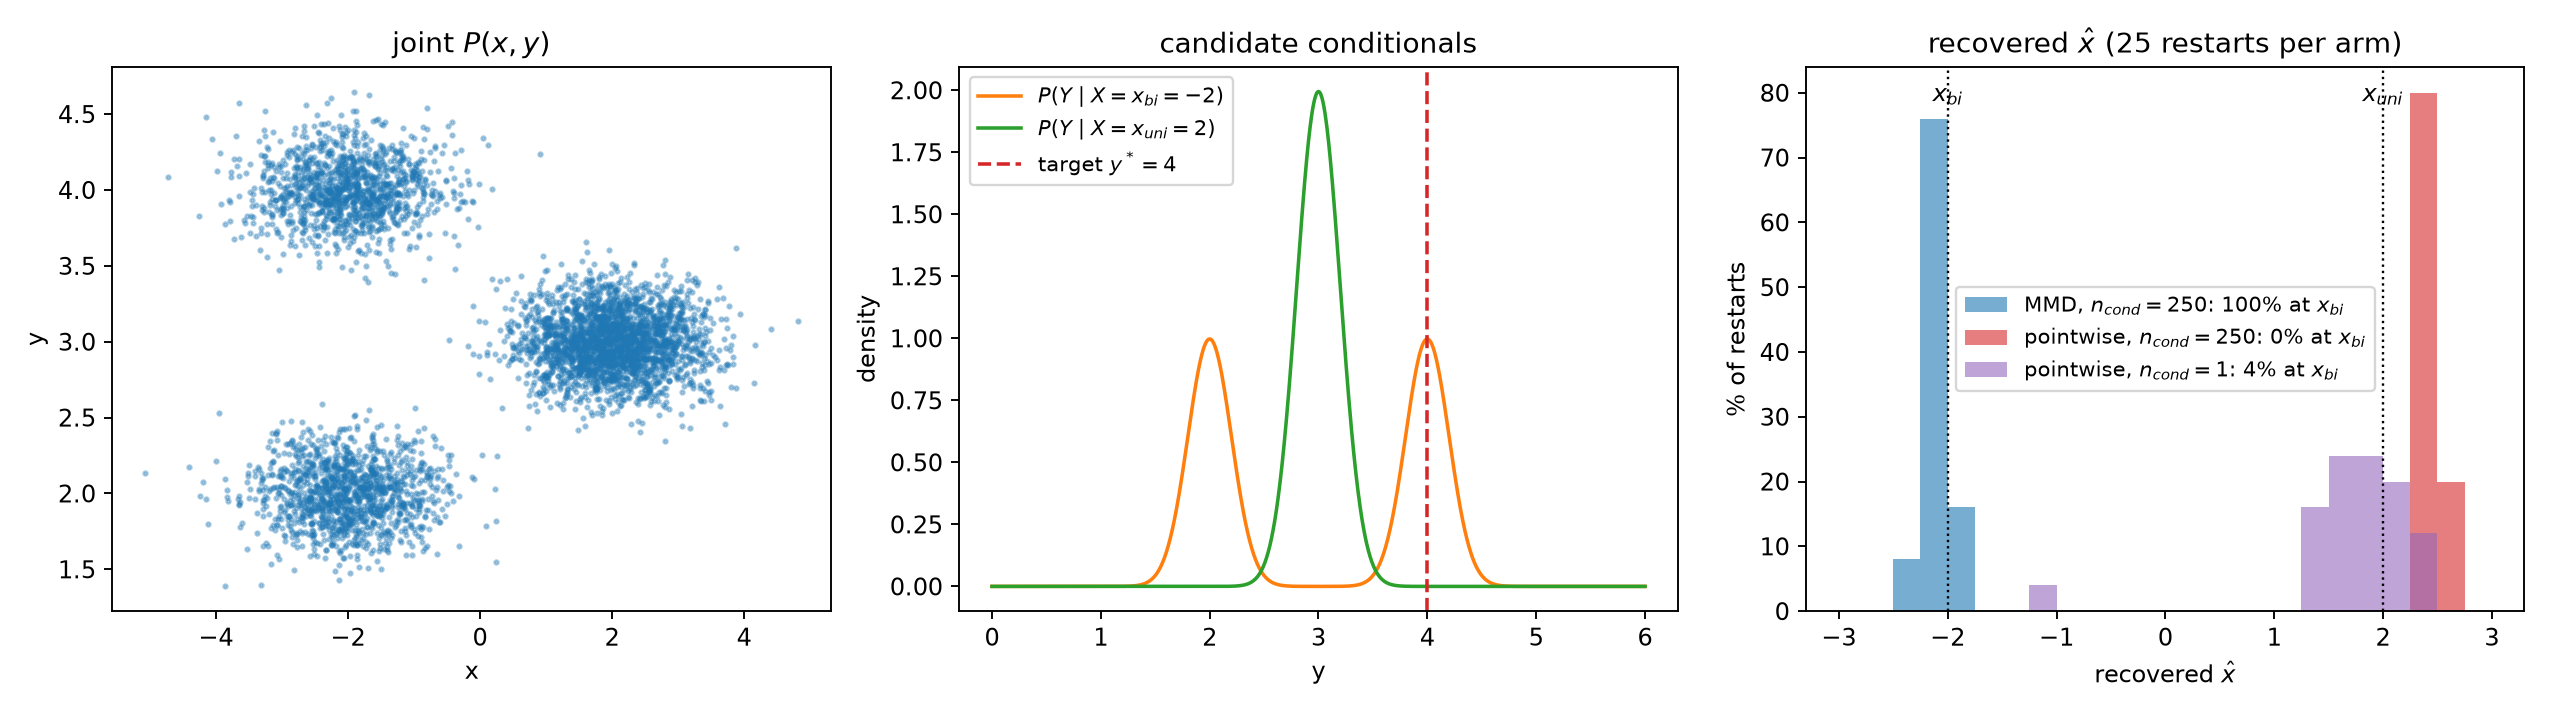 joint P(x, y)
4.5
4.0
3.5
3.0
2.5
2.0
1.5
y
−4 −2 0 2 4
x
candidate conditionals
P(Y | X = x_bi = −2)
P(Y | X = x_uni = 2)
target y* = 4
2.00
1.75
1.50
1.25
1.00
0.75
0.50
0.25
0.00
density
0 1 2 3 4 5 6
y
recovered x̂ (25 restarts per arm)
x_bi x_uni
MMD, n_cond = 250: 100% at x_bi
pointwise, n_cond = 250: 0% at x_bi
pointwise, n_cond = 1: 4% at x_bi
80
70
60
50
40
30
20
10
0
% of restarts
−3 −2 −1 0 1 2 3
recovered x̂